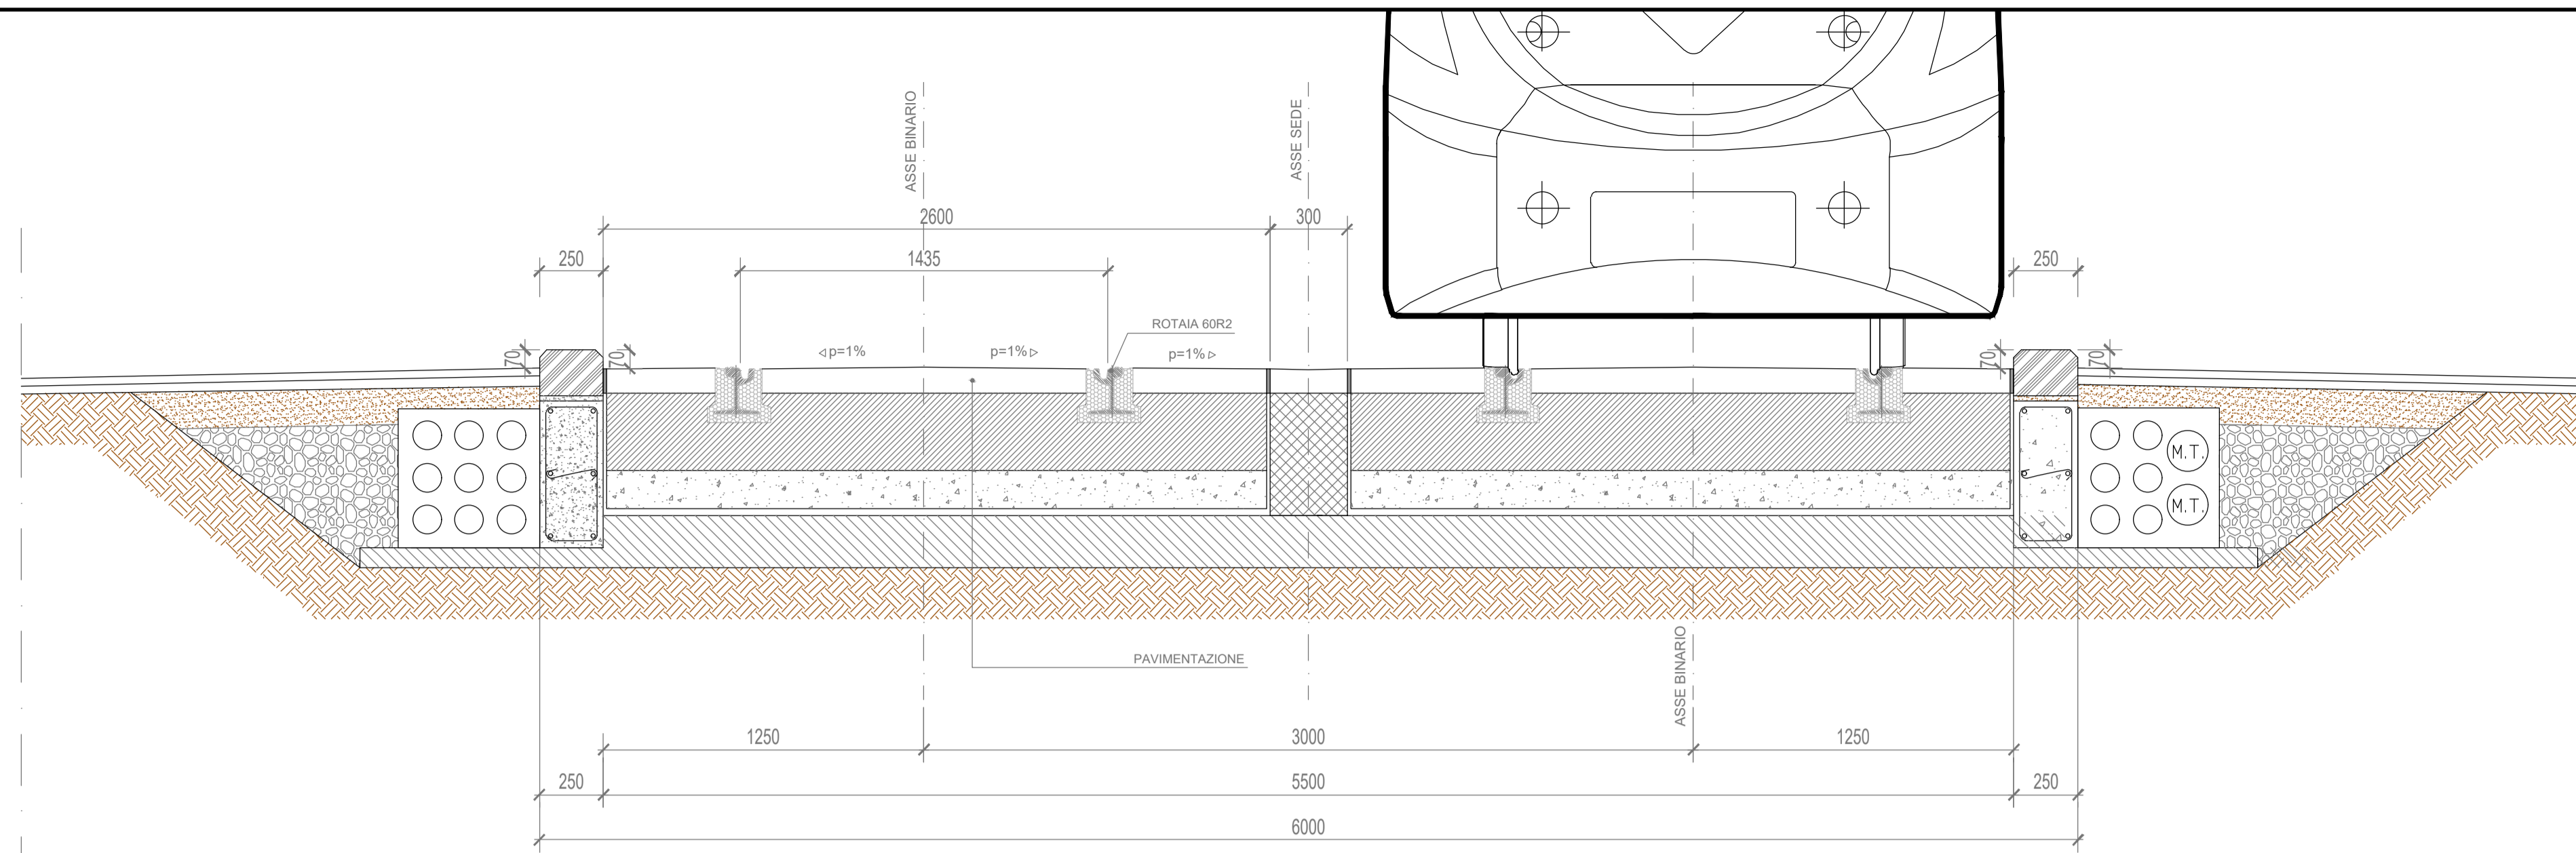 ASSE BINARIO
ASSE SEDE
2600
300
250
1435
250
ROTAIA 60R2
70
70
p=1%
p=1%
p=1%
70
70
M.T.
M.T.
PAVIMENTAZIONE
ASSE BINARIO
1250
3000
1250
250
5500
250
6000